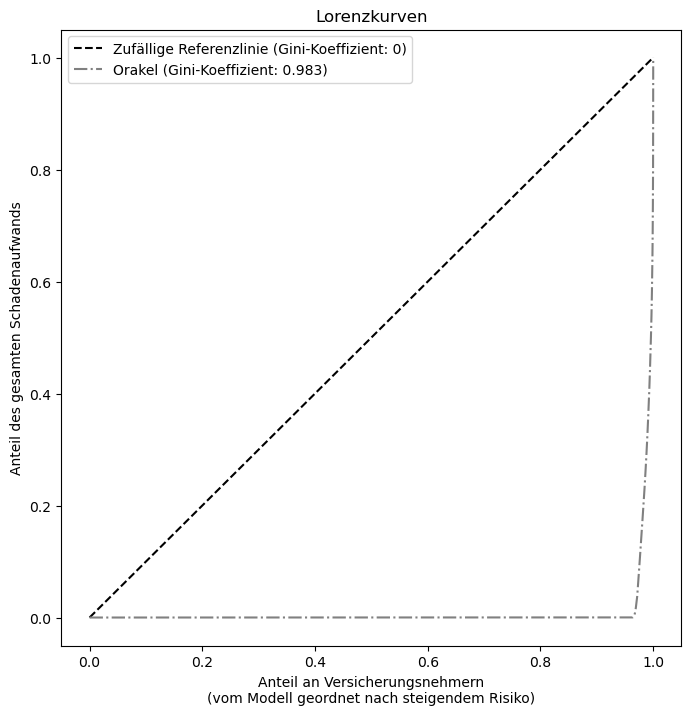 Lorenzkurven
Zufällige Referenzlinie (Gini-Koeffizient: 0)
Orakel (Gini-Koeffizient: 0.983)
Anteil des gesamten Schadenaufwands
1.0
0.8
0.6
0.4
0.2
0.0
0.0 0.2 0.4 0.6 0.8 1.0
Anteil an Versicherungsnehmern
(vom Modell geordnet nach steigendem Risiko)